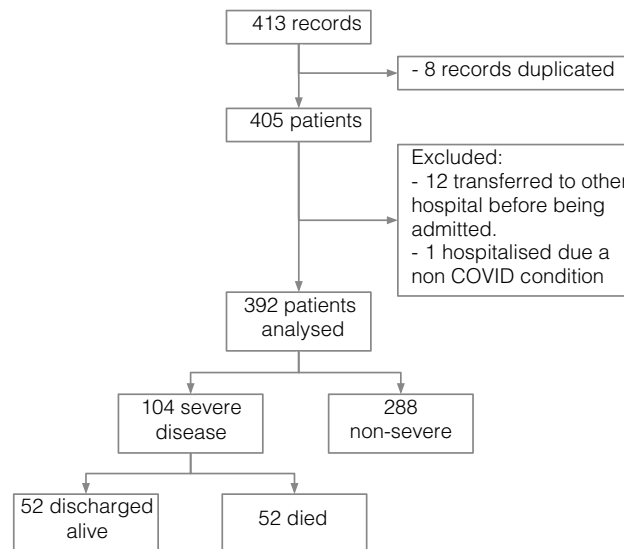 413 records
- 8 records duplicated
405 patients
Excluded:
- 12 transferred to other
hospital before being
admitted.
- 1 hospitalised due a
non COVID condition
392 patients
analysed
104 severe
disease
288
non-severe
52 discharged
alive
52 died